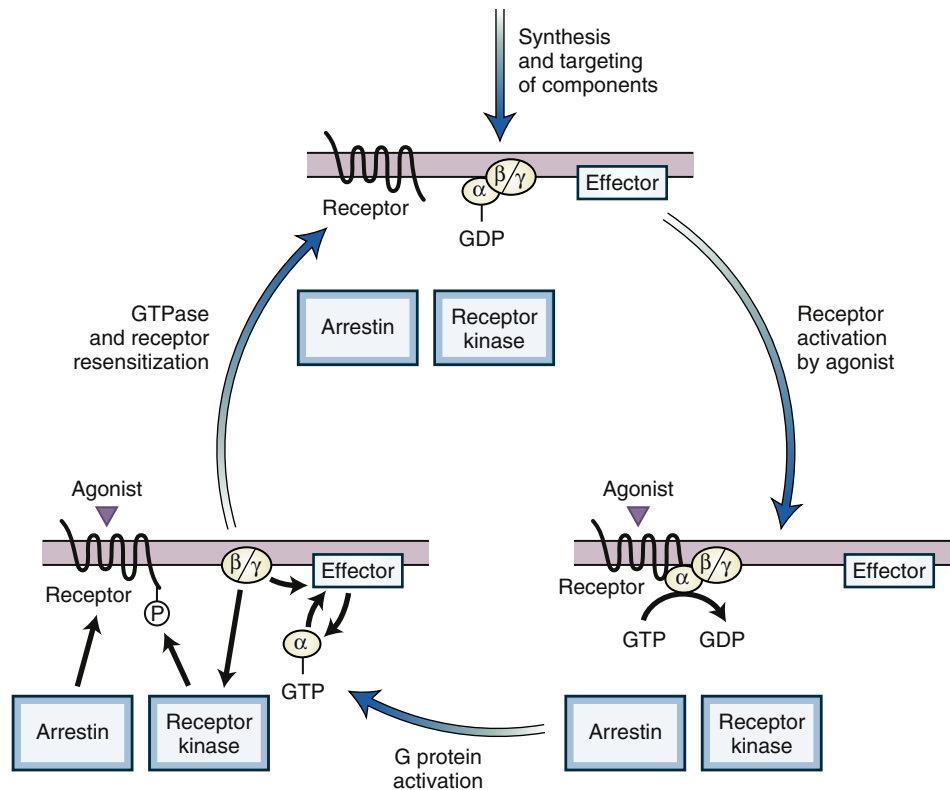 Synthesis
and targeting
of components
β/γ
α
Effector
Receptor
GDP
GTPase
and receptor
resensitization
Arrestin
Receptor
kinase
Receptor
activation
by agonist
Agonist
β/γ
Effector
Receptor
P
α
GTP
Arrestin
Receptor
kinase
Agonist
β/γ
α
Receptor
Effector
GTP
GDP
Arrestin
Receptor
kinase
G protein
activation